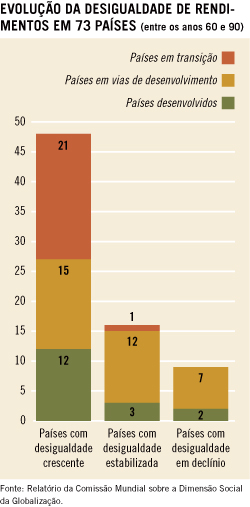 EVOLUÇÃO DA DESIGUALDADE DE RENDI-
MENTOS EM 73 PAÍSES (entre os anos 60 e 90)
Países em transição
Países em vias de desenvolvimento
Países desenvolvidos
50
45
40
35
30
25
20
15
10
5
0
21
15
12
1
12
3
7
2
Países com
desigualdade
crescente
Países com
desigualdade
estabilizada
Países com
desigualdade
em declínio
Fonte: Relatório da Comissão Mundial sobre a Dimensão Social
da Globalização.